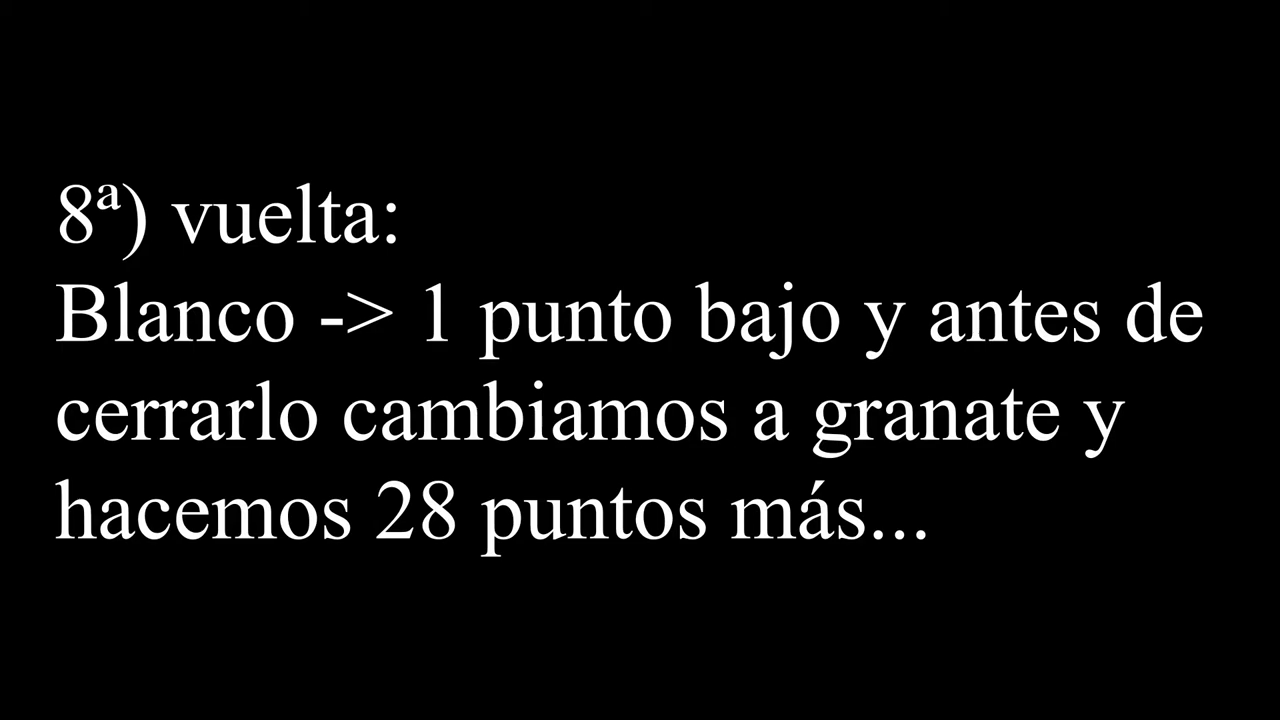 8ª) vuelta:
Blanco -> 1 punto bajo y antes de
cerrarlo cambiamos a granate y
hacemos 28 puntos más...